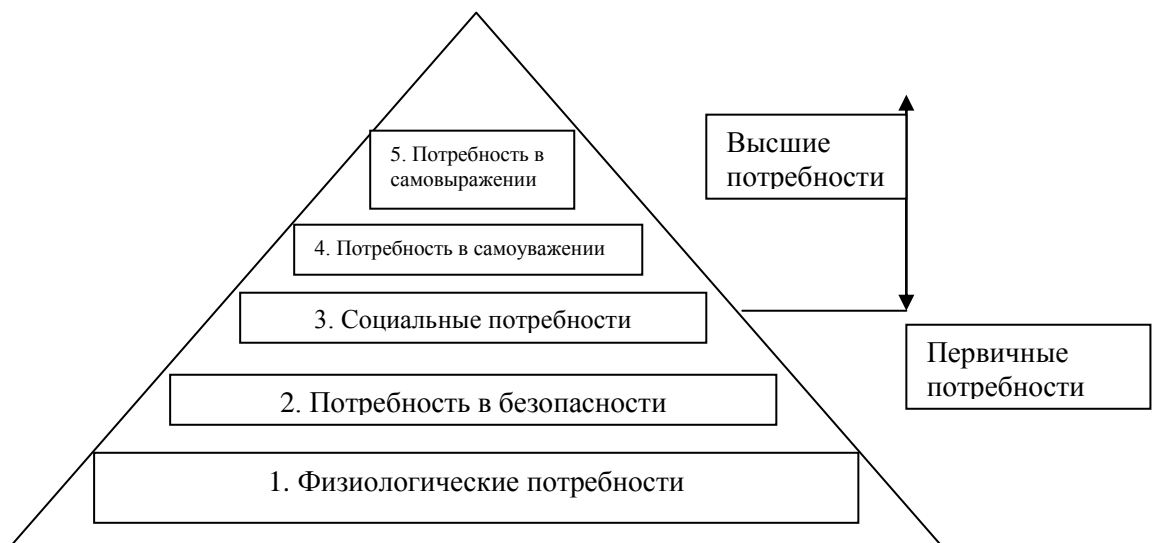 5. Потребность в
самовыражении
4. Потребность в самоуважении
3. Социальные потребности
2. Потребность в безопасности
1. Физиологические потребности
Высшие
потребности
Первичные
потребности